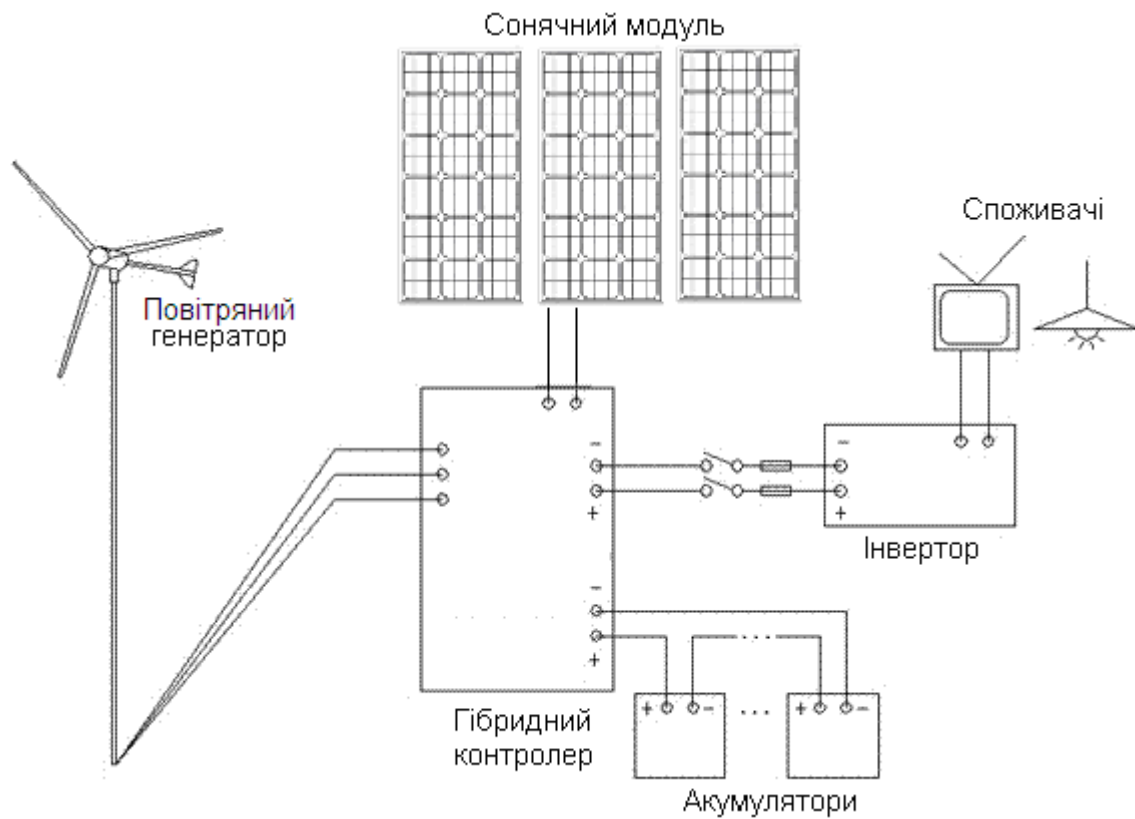 Сонячний модуль
Споживачі
Повітряний
генератор
−
+
−
+
Інвертор
−
+
+ − ... + −
Гібридний
контролер
Акумулятори